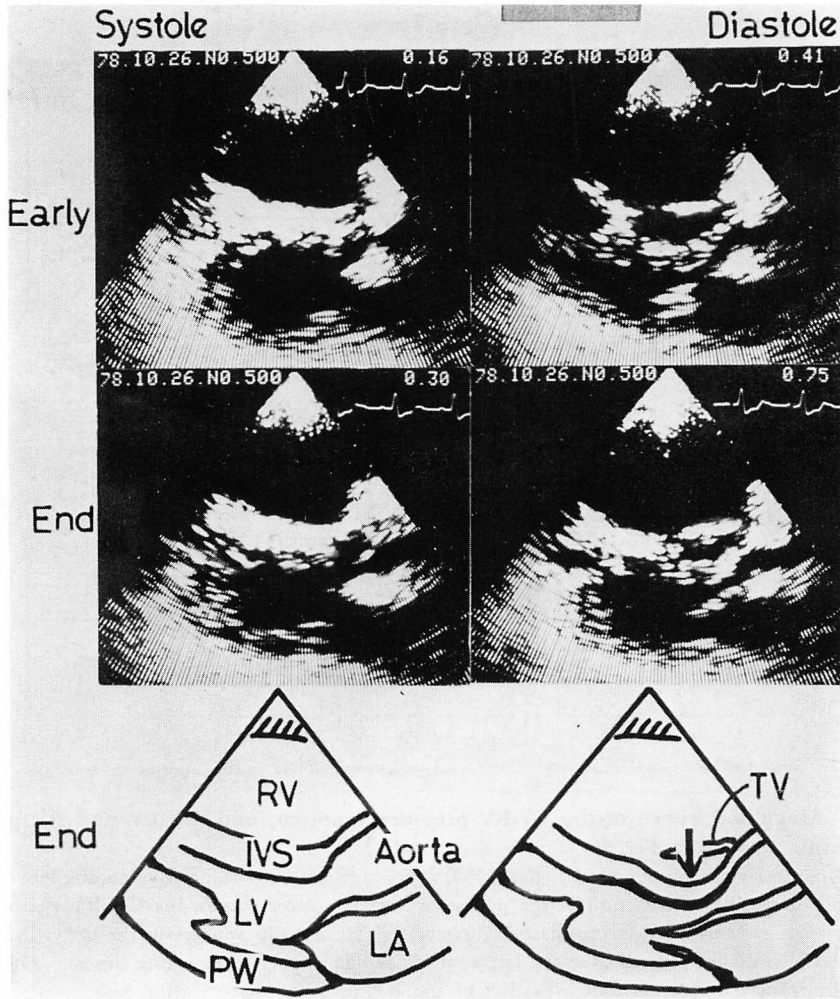 Systole Diastole
78.10.26.N0.500 0.16 78.10.26.N0.500 0.41
Early
78.10.26.N0.500 0.30 78.10.26.N0.500 0.75
End
TV
RV
End IVS Aorta
LV
LA
PW